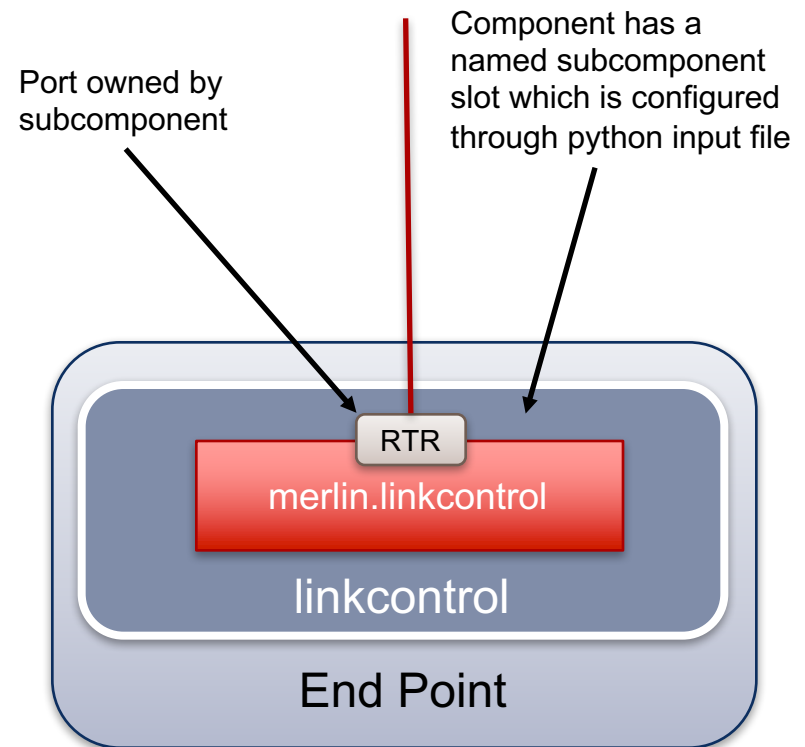 Port owned by
subcomponent
Component has a
named subcomponent
slot which is configured
through python input file
RTR
merlin.linkcontrol
linkcontrol
End Point